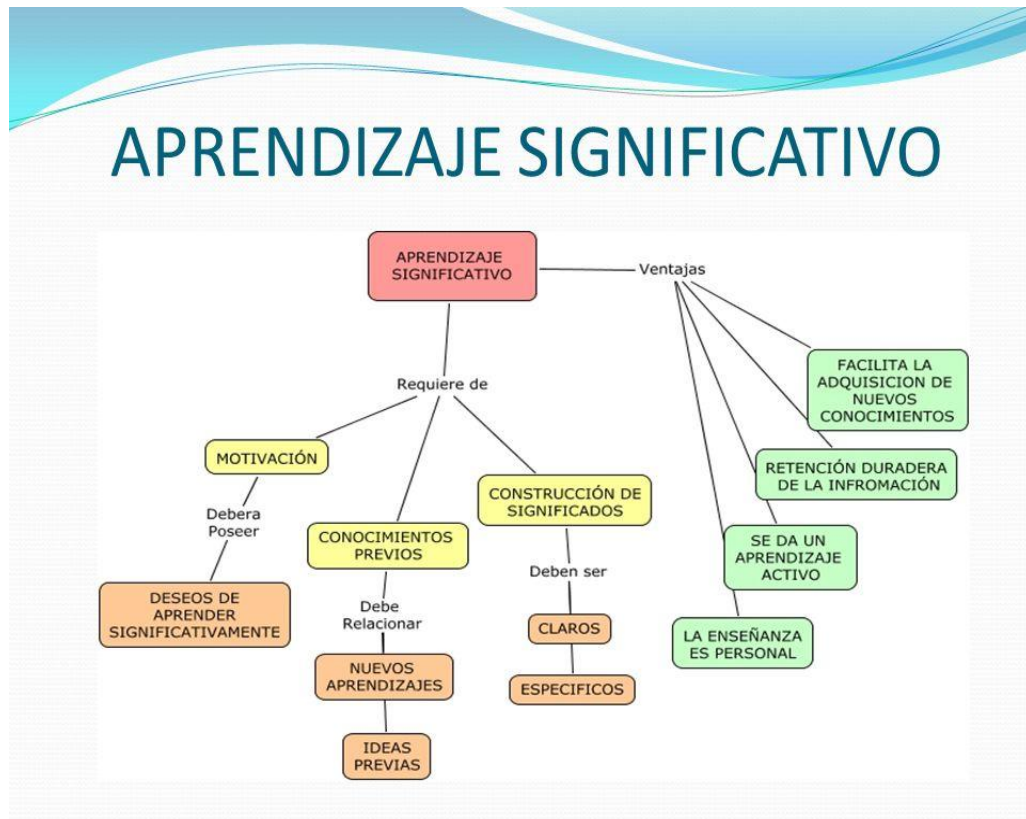 APRENDIZAJE SIGNIFICATIVO
APRENDIZAJE
SIGNIFICATIVO
Ventajas
Requiere de
MOTIVACIÓN
Debera
Poseer
DESEOS DE
APRENDER
SIGNIFICATIVAMENTE
CONOCIMIENTOS
PREVIOS
Debe
Relacionar
NUEVOS
APRENDIZAJES
IDEAS
PREVIAS
CONSTRUCCIÓN DE
SIGNIFICADOS
Deben ser
CLAROS
ESPECIFICOS
FACILITA LA
ADQUISICION DE
NUEVOS
CONOCIMIENTOS
RETENCIÓN DURADERA
DE LA INFROMACIÓN
SE DA UN
APRENDIZAJE
ACTIVO
LA ENSEÑANZA
ES PERSONAL